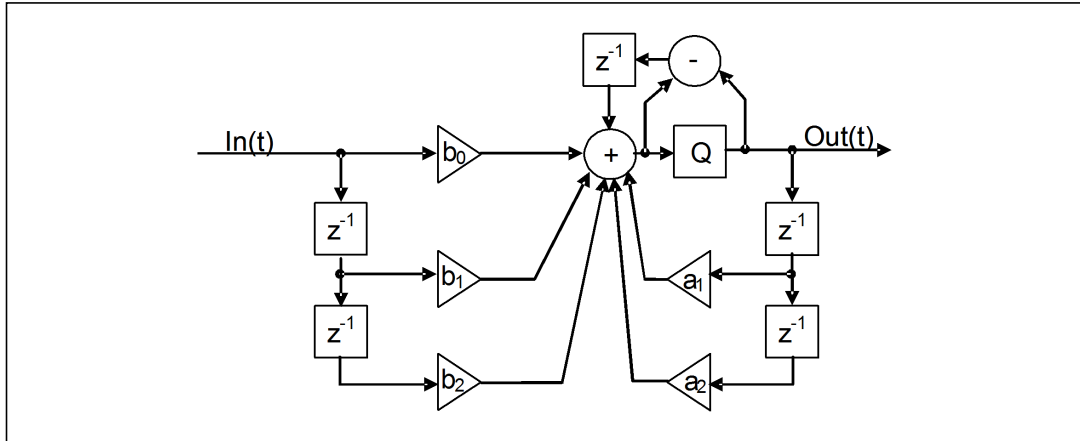 z⁻¹
-
In(t)
b₀
+
Q
Out(t)
z⁻¹
z⁻¹
b₁
a₁
z⁻¹
z⁻¹
b₂
a₂